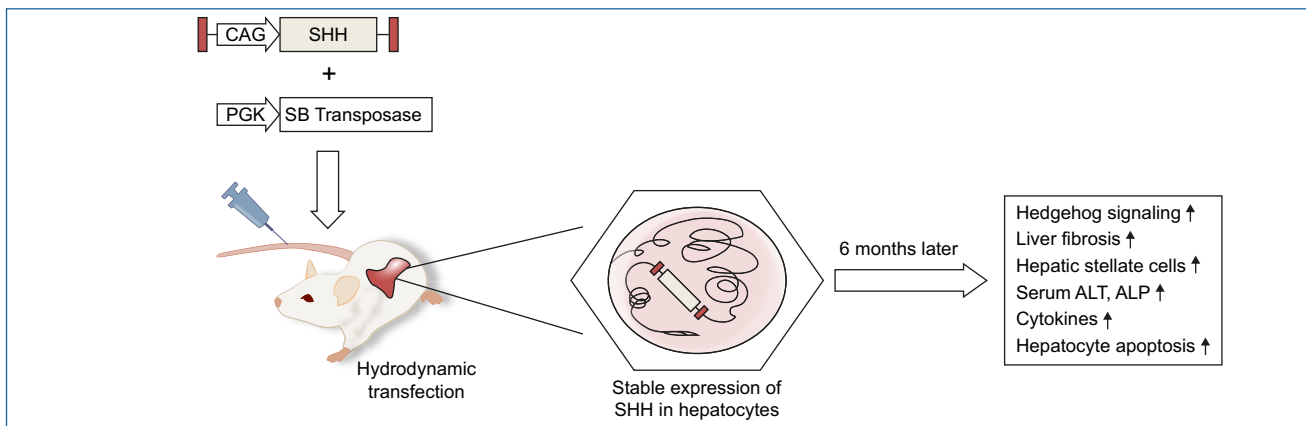 CAG
SHH
+
PGK
SB Transposase
Hydrodynamic
transfection
Stable expression of
SHH in hepatocytes
6 months later
Hedgehog signaling ↑
Liver fibrosis ↑
Hepatic stellate cells ↑
Serum ALT, ALP ↑
Cytokines ↑
Hepatocyte apoptosis ↑